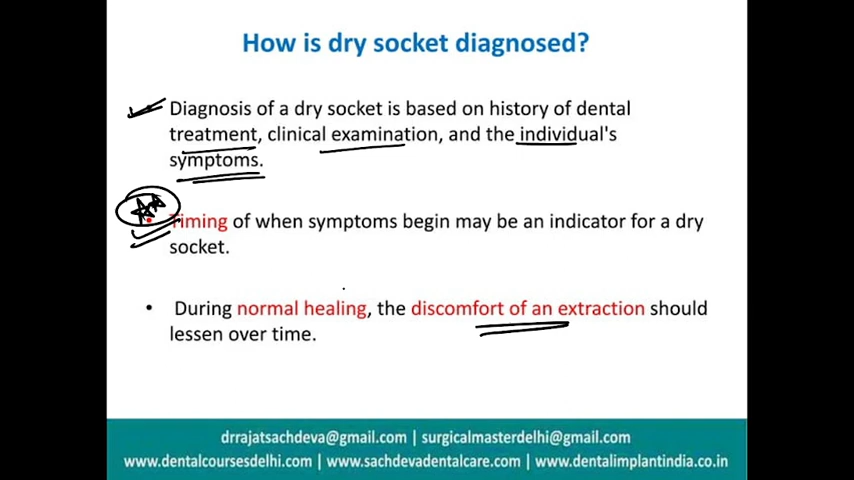 How is dry socket diagnosed?
Diagnosis of a dry socket is based on history of dental
treatment, clinical examination, and the individual's
symptoms.
Timing of when symptoms begin may be an indicator for a dry
socket.
• During normal healing, the discomfort of an extraction should
lessen over time.
drrajatsachdeva@gmail.com | surgicalmasterdelhi@gmail.com
www.dentalcoursesdelhi.com | www.sachdevadentalcare.com | www.dentalimplantindia.co.in